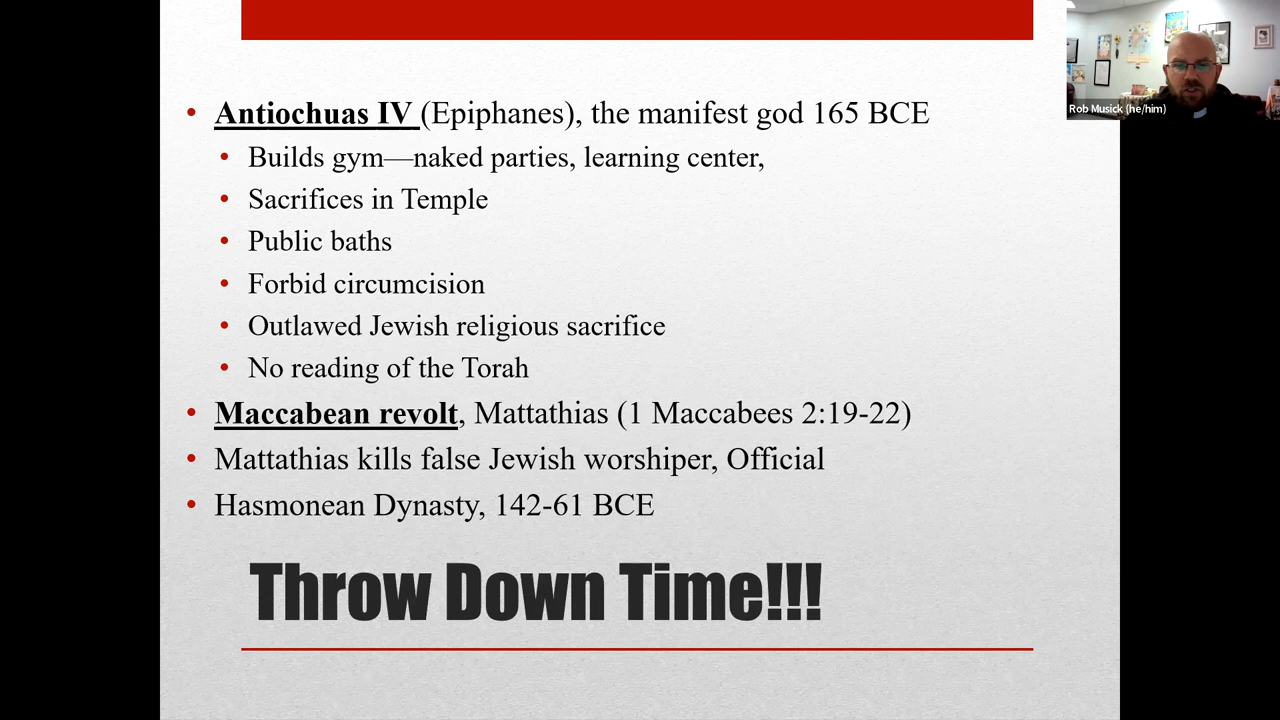 Antiochuas IV (Epiphanes), the manifest god 165 BCE
Builds gym—naked parties, learning center,
Sacrifices in Temple
Public baths
Forbid circumcision
Outlawed Jewish religious sacrifice
No reading of the Torah
Maccabean revolt, Mattathias (1 Maccabees 2:19-22)
Mattathias kills false Jewish worshiper, Official
Hasmonean Dynasty, 142-61 BCE
Throw Down Time!!!
Rob Musick (he/him)